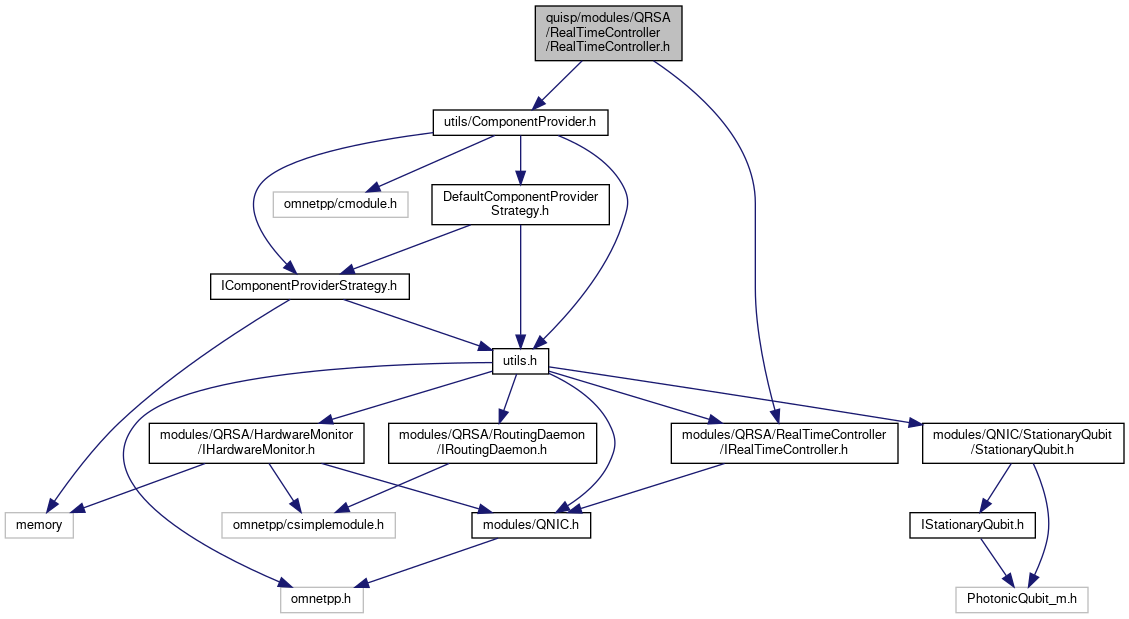 quisp/modules/QRSA
/RealTimeController
/RealTimeController.h
utils/ComponentProvider.h
omnetpp/cmodule.h
DefaultComponentProvider
Strategy.h
IComponentProviderStrategy.h
utils.h
modules/QRSA/HardwareMonitor
/IHardwareMonitor.h
modules/QRSA/RoutingDaemon
/IRoutingDaemon.h
modules/QRSA/RealTimeController
/IRealTimeController.h
modules/QNIC/StationaryQubit
/StationaryQubit.h
memory
omnetpp/csimplemodule.h
modules/QNIC.h
IStationaryQubit.h
omnetpp.h
PhotonicQubit_m.h